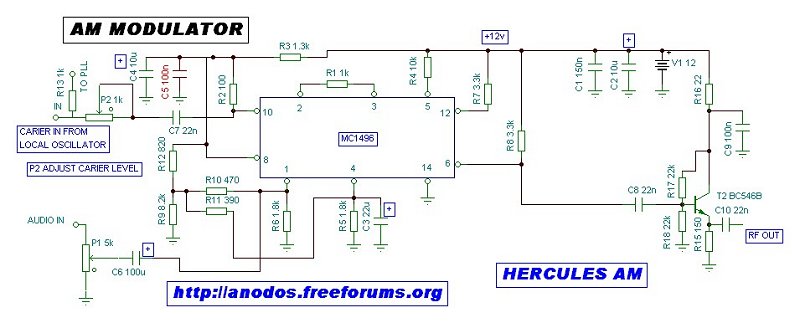 AM MODULATOR
R13 1k
TO PLL
P2 1k
IN
CARIER IN FROM
LOCAL OSCILLATOR
P2 ADJUST CARIER LEVEL
+
C4 10u
C5 100n
C7 22n
R2 100
R3 1.3k
R1 1k
2
3
5
10
12
8
6
1
4
14
MC1496
R4 10k
+12v
R7 3.3k
R8 3.3k
C1 150n
C2 10u
+
V1 12
R16 22
C9 100n
R12 820
R10 470
R11 390
R9 8.2k
R6 1.8k
R5 1.8k
C3 22u
+
C8 22n
R17 22k
R18 22k
T2 BC546B
C10 22n
R15 150
RF OUT
AUDIO IN
P1 5k
+
C6 100u
HERCULES AM
http://anodos.freeforums.org